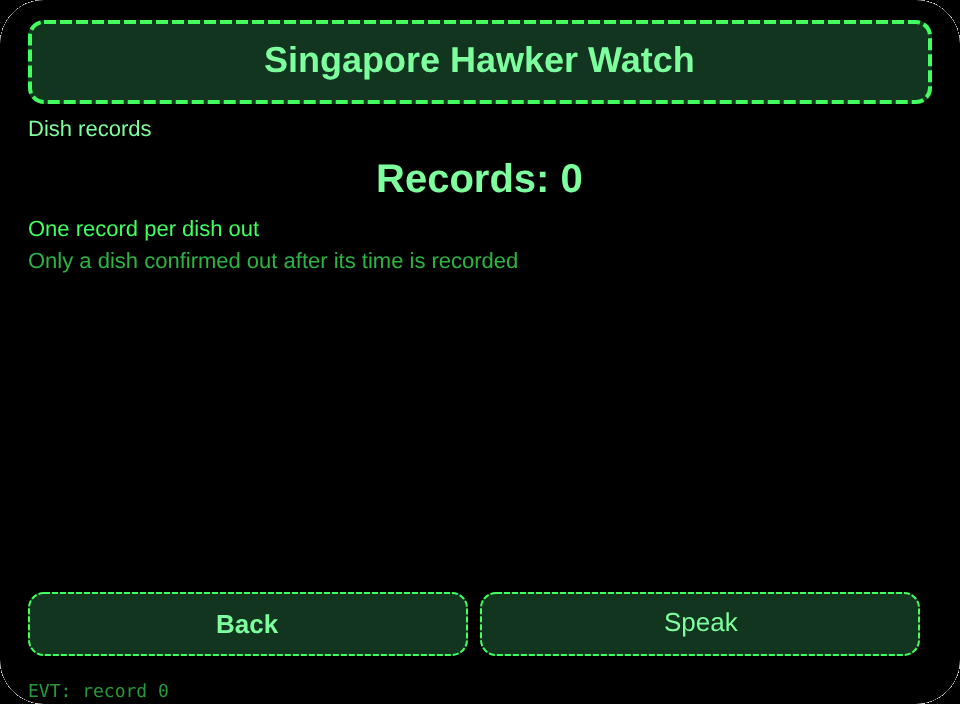 Singapore Hawker Watch
Dish records
Records: 0
One record per dish out
Only a dish confirmed out after its time is recorded
Back
Speak
EVT: record 0